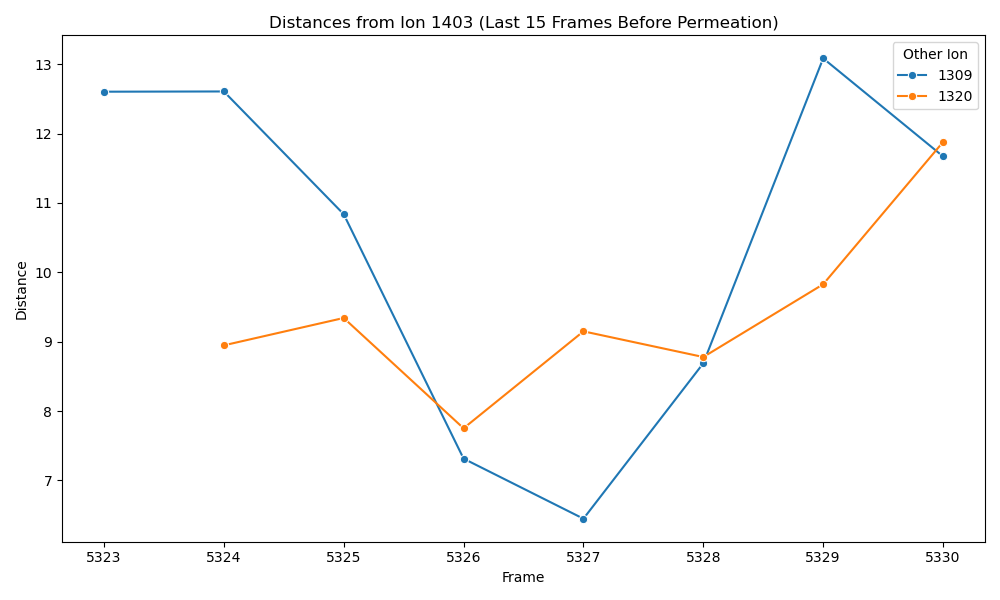 Distances from Ion 1403 (Last 15 Frames Before Permeation)
Other Ion
1309
1320
Distance
13
12
11
10
9
8
7
5323 5324 5325 5326 5327 5328 5329 5330
Frame